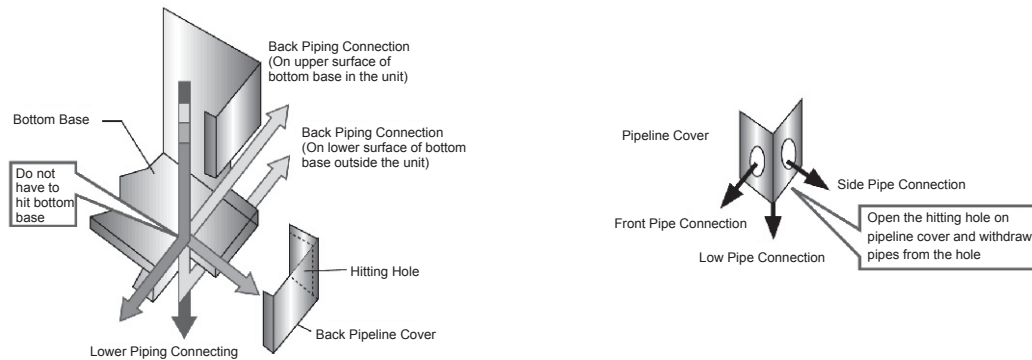 Back Piping Connection
(On upper surface of
bottom base in the unit)
Bottom Base
Back Piping Connection
(On lower surface of bottom
base outside the unit)
Do not
have to
hit bottom
base
Hitting Hole
Back Pipeline Cover
Lower Piping Connecting
Pipeline Cover
Side Pipe Connection
Front Pipe Connection
Low Pipe Connection
Open the hitting hole on
pipeline cover and withdraw
pipes from the hole